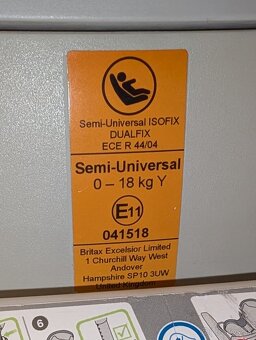 Semi-Universal ISOFIX
DUALFIX
ECE R 44/04
Semi-Universal
0 – 18 kg Y
E11
041518
Britax Excelsior Limited
1 Churchill Way West
Andover
Hampshire SP10 3UW
United Kingdom
6